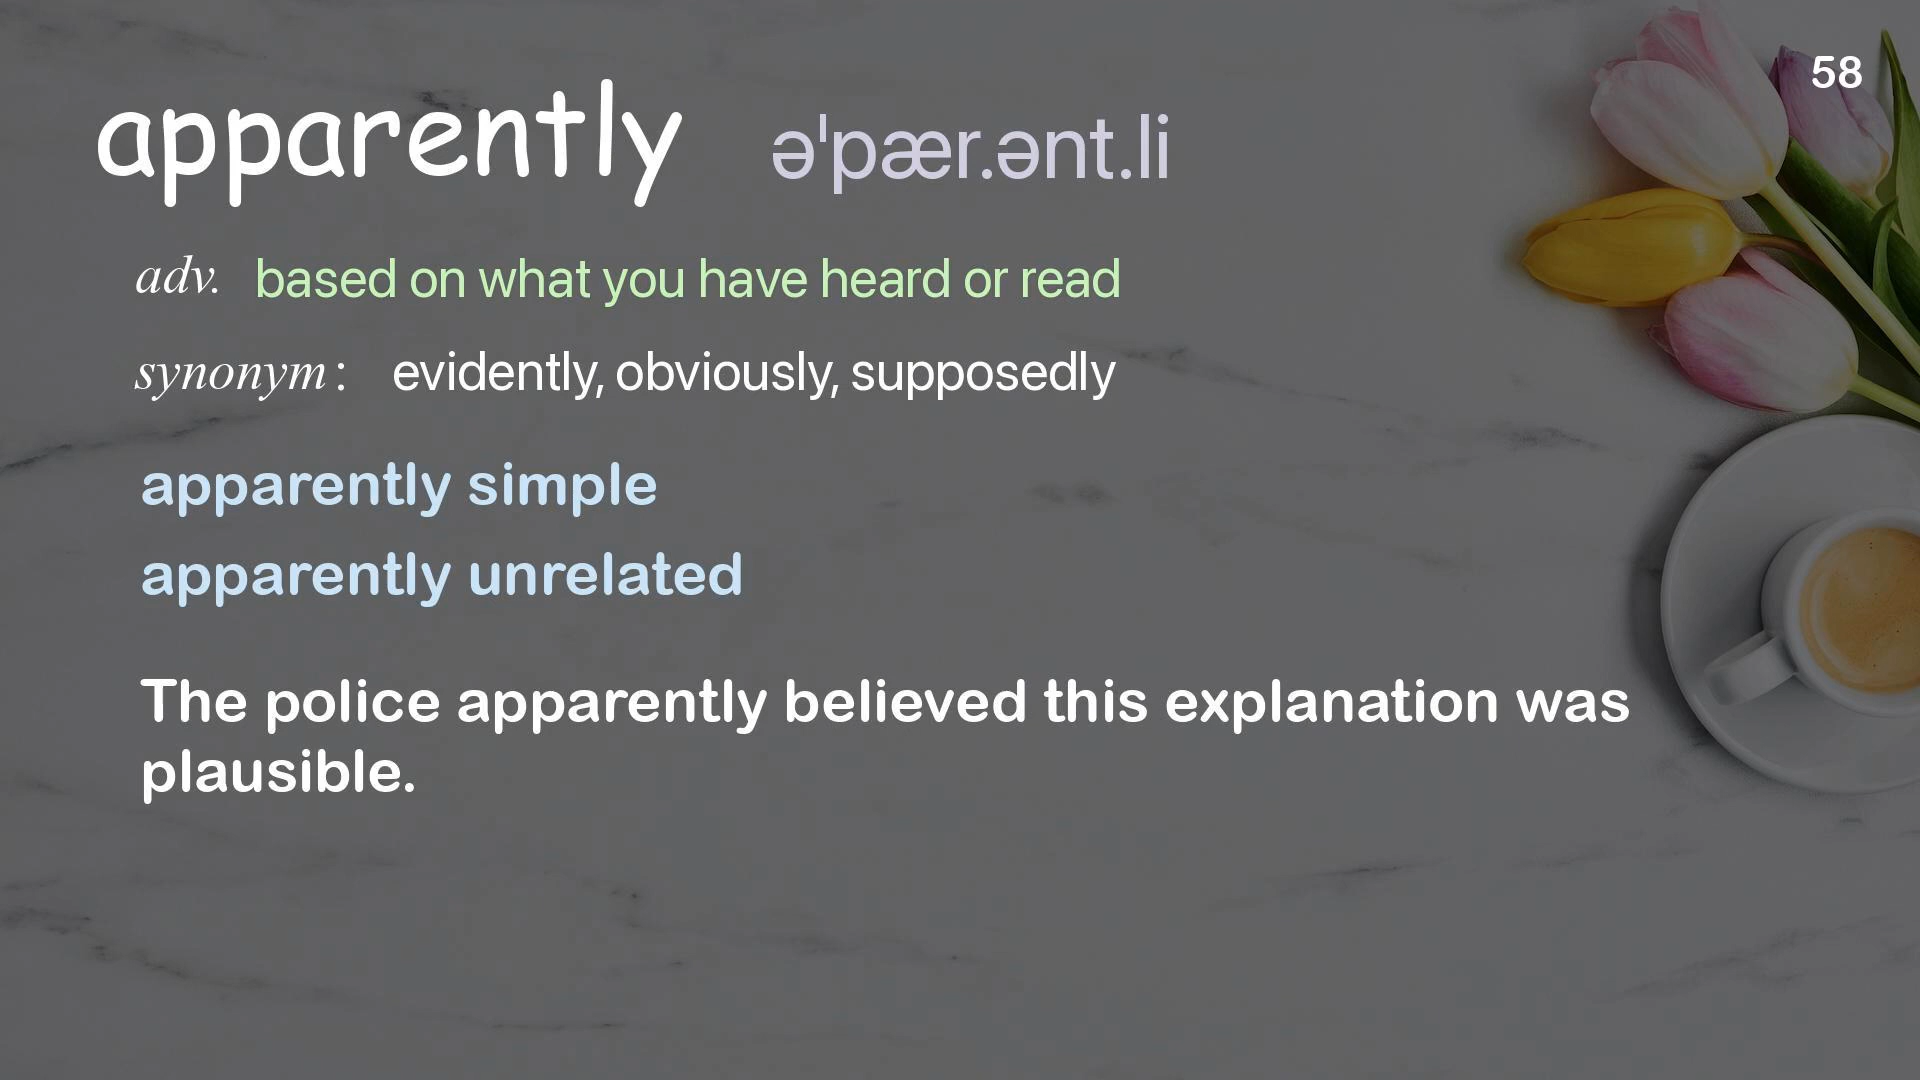 58
apparently əˈpær.ənt.li
adv. based on what you have heard or read
synonym: evidently, obviously, supposedly
apparently simple
apparently unrelated
The police apparently believed this explanation was
plausible.